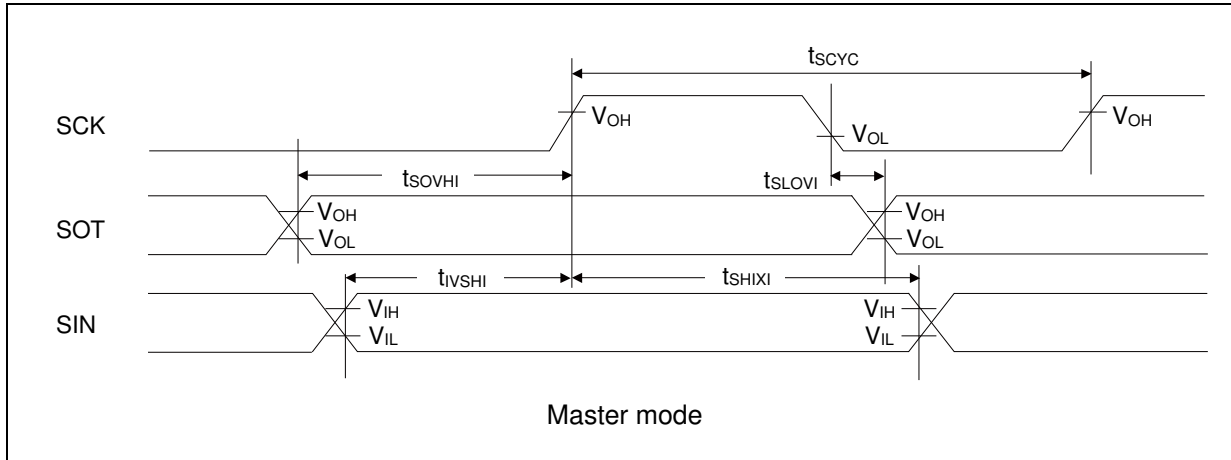 tSCYC
SCK
VOH
VOL
VOH
tSOVHI
tSLOVI
SOT
VOH
VOL
VOH
VOL
tIVSHI
tSHIXI
SIN
VIH
VIL
VIH
VIL
Master mode